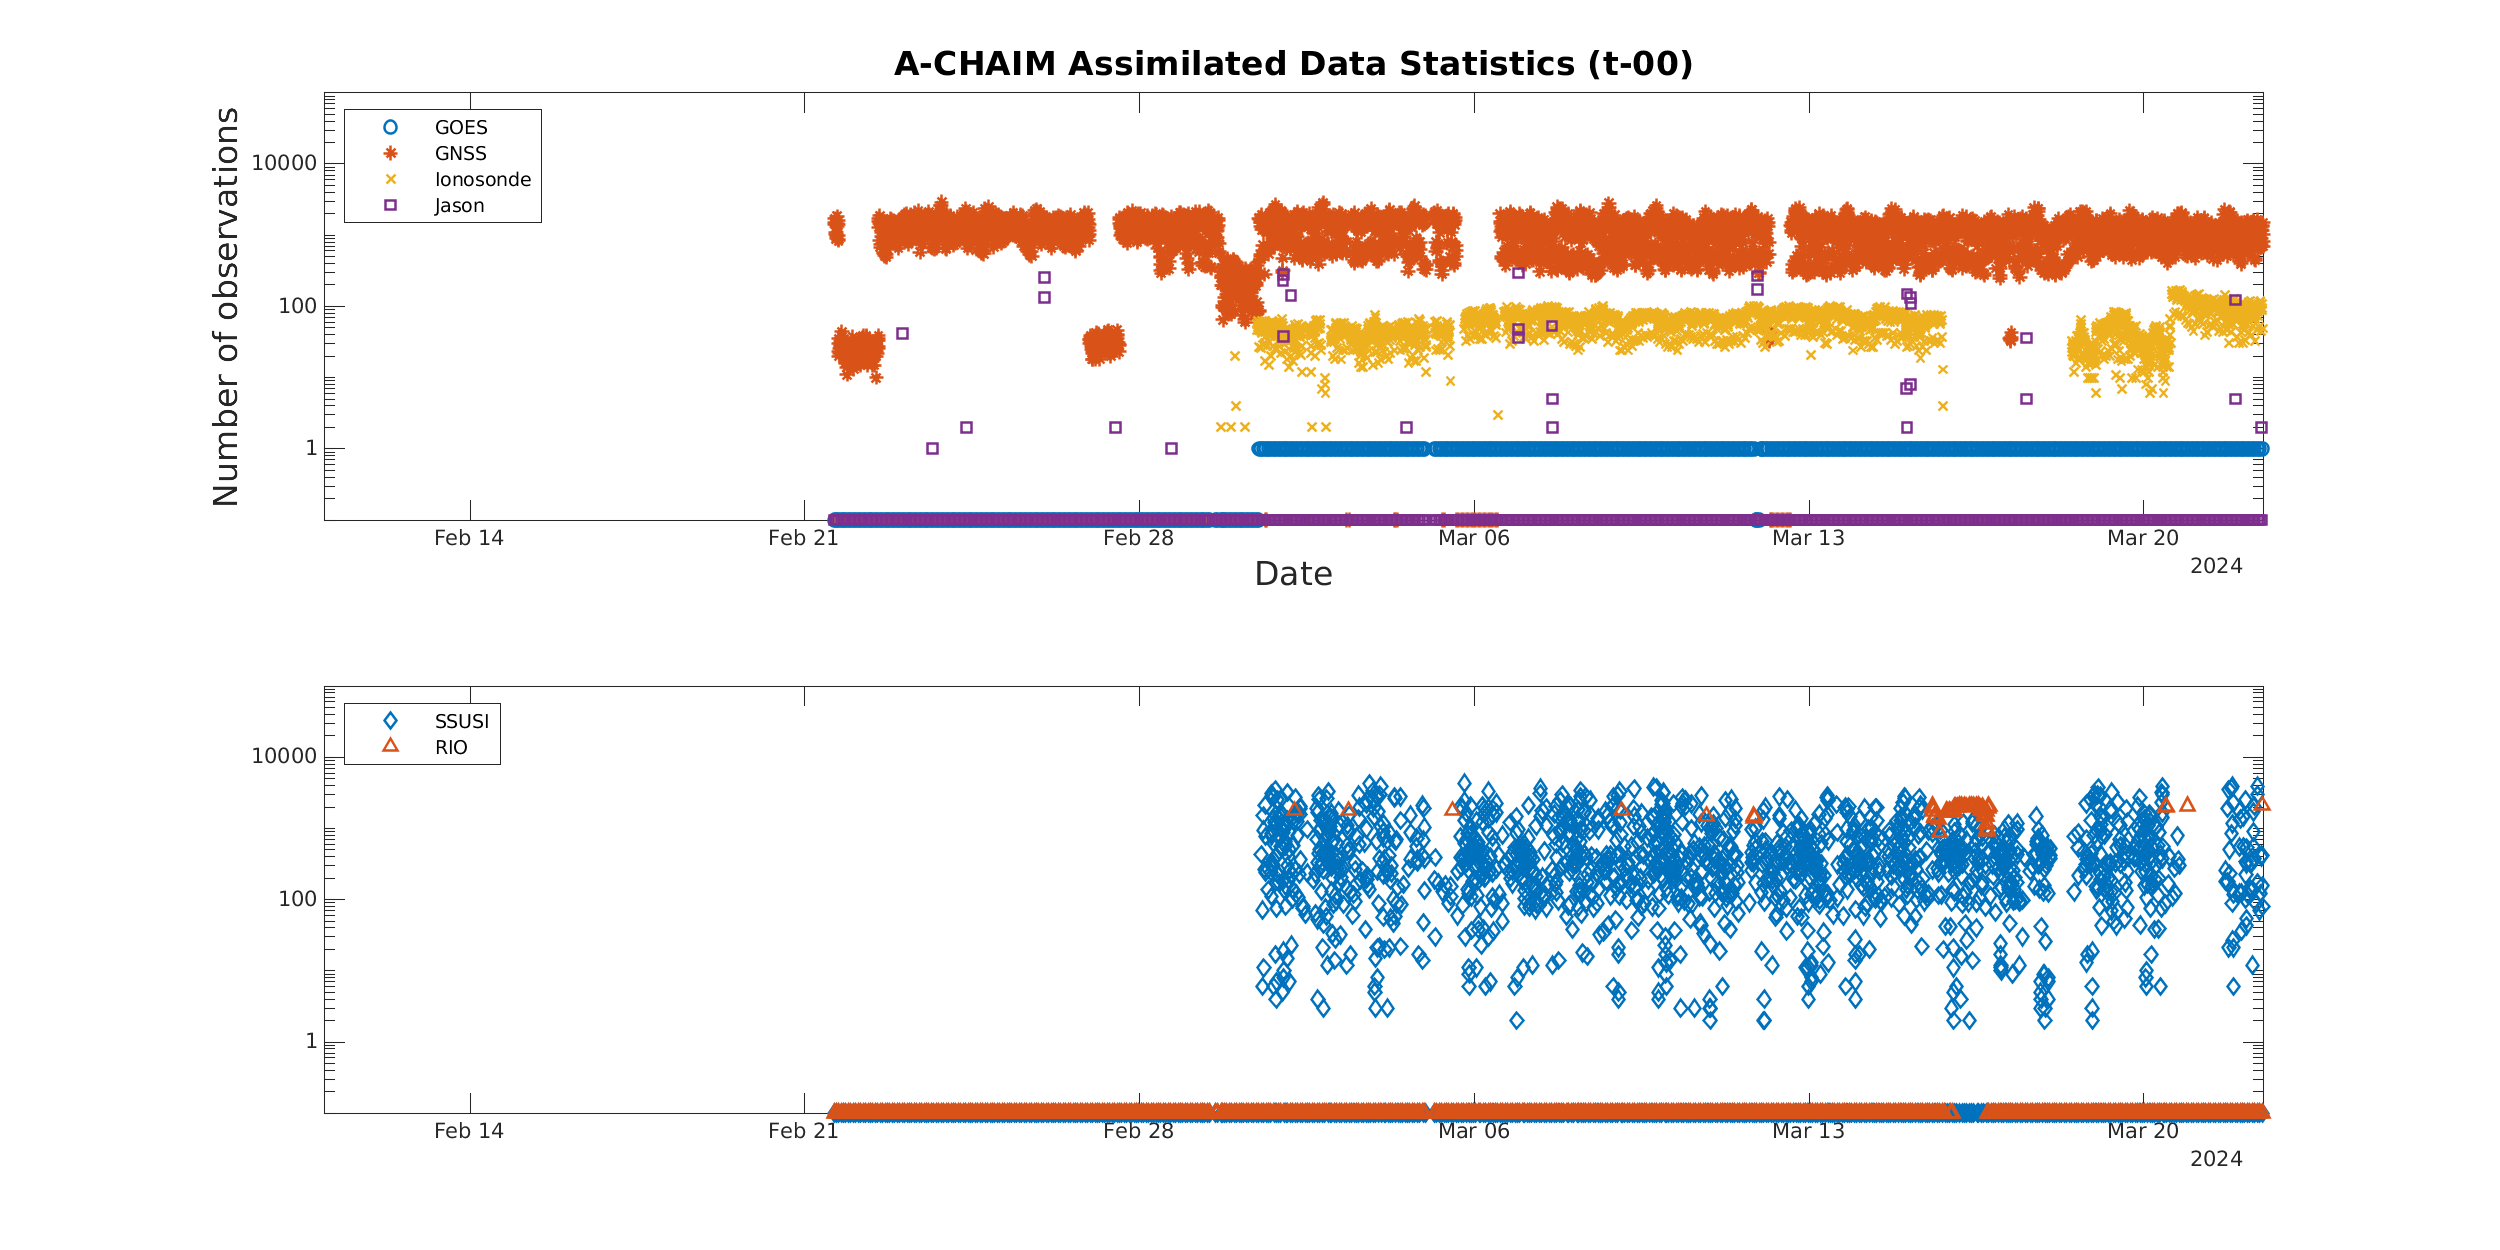 A-CHAIM Assimilated Data Statistics (t-00)
Number of observations
GOES
GNSS
Ionosonde
Jason
10000
100
1
Feb 14
Feb 21
Feb 28
Mar 06
Mar 13
Mar 20
2024
Date
SSUSI
RIO
10000
100
1
Feb 14
Feb 21
Feb 28
Mar 06
Mar 13
Mar 20
2024